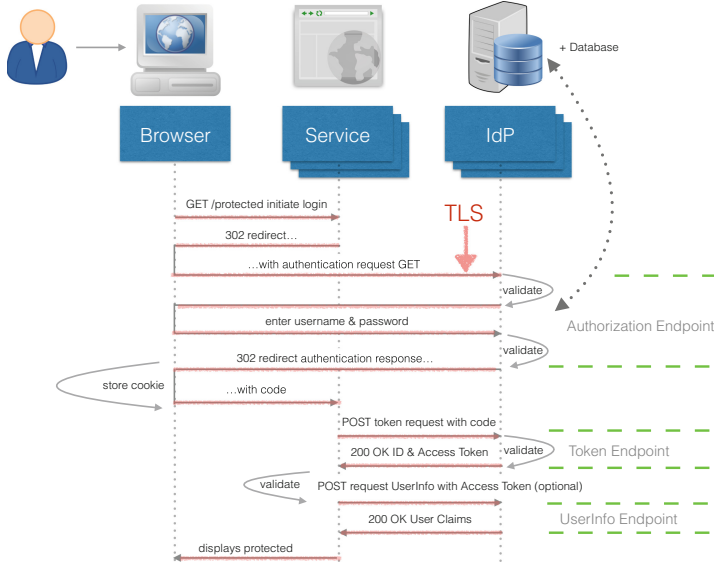 + Database
Browser
Service
IdP
GET /protected initiate login
TLS
302 redirect…
…with authentication request GET
validate
enter username & password
Authorization Endpoint
validate
302 redirect authentication response…
store cookie
…with code
POST token request with code
200 OK ID & Access Token
validate
Token Endpoint
validate
POST request UserInfo with Access Token (optional)
200 OK User Claims
UserInfo Endpoint
displays protected